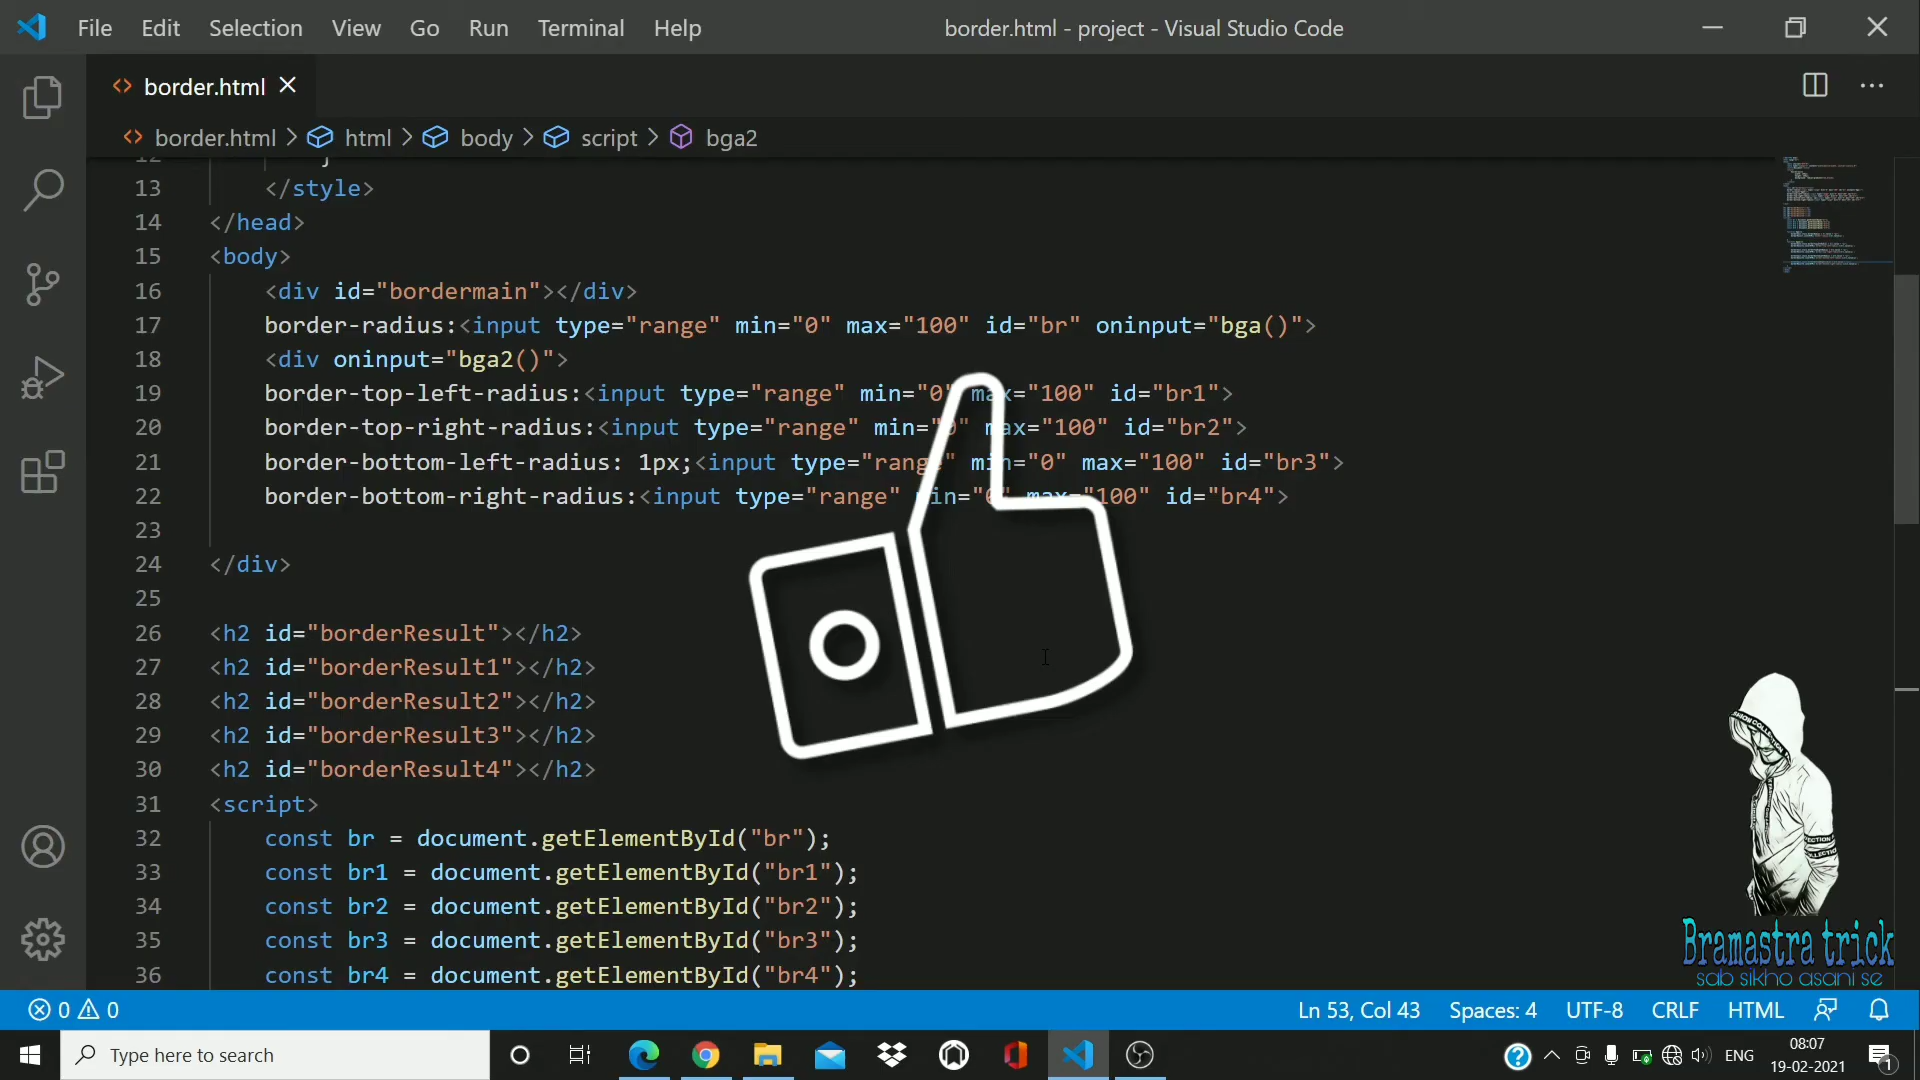 File Edit Selection View Go Run Terminal Help border.html - project - Visual Studio Code
border.html
border.html > html > body > script > bga2
13 </style>
14 </head>
15 <body>
16 <div id="bordermain"></div>
17 border-radius:<input type="range" min="0" max="100" id="br" oninput="bga()">
18 <div oninput="bga2()">
19 border-top-left-radius:<input type="range" min="0" max="100" id="br1">
20 border-top-right-radius:<input type="range" min="0" max="100" id="br2">
21 border-bottom-left-radius: 1px;<input type="range" min="0" max="100" id="br3">
22 border-bottom-right-radius:<input type="range" min="0" max="100" id="br4">
23
24 </div>
25
26 <h2 id="borderResult"></h2>
27 <h2 id="borderResult1"></h2>
28 <h2 id="borderResult2"></h2>
29 <h2 id="borderResult3"></h2>
30 <h2 id="borderResult4"></h2>
31 <script>
32 const br = document.getElementById("br");
33 const br1 = document.getElementById("br1");
34 const br2 = document.getElementById("br2");
35 const br3 = document.getElementById("br3");
36 const br4 = document.getElementById("br4");
Bramastra trick
sab sikho asani se
0 0 Ln 53, Col 43 Spaces: 4 UTF-8 CRLF HTML
Type here to search ENG 08:07
19-02-2021 1